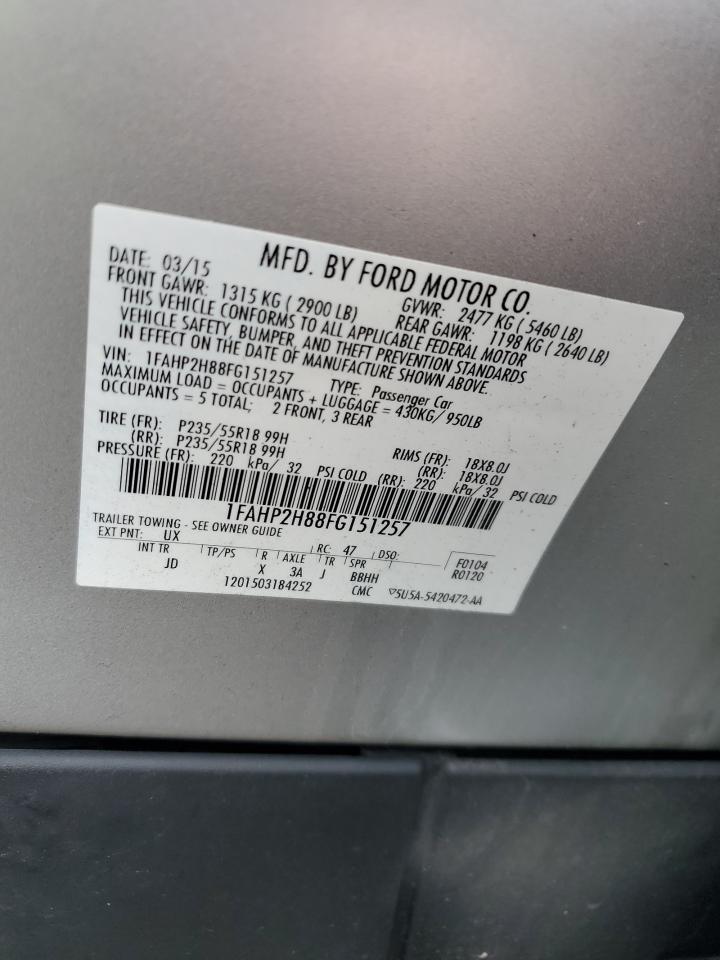 MFD. BY FORD MOTOR CO.
DATE: 03/15 GVWR: 2477 KG ( 5460 LB)
FRONT GAWR: 1315 KG ( 2900 LB) REAR GAWR: 1198 KG ( 2640 LB)
THIS VEHICLE CONFORMS TO ALL APPLICABLE FEDERAL MOTOR
VEHICLE SAFETY, BUMPER, AND THEFT PREVENTION STANDARDS
IN EFFECT ON THE DATE OF MANUFACTURE SHOWN ABOVE.
VIN: 1FAHP2H88FG151257 TYPE: Passenger Car
MAXIMUM LOAD = OCCUPANTS + LUGGAGE = 430KG/ 950LB
OCCUPANTS = 5 TOTAL; 2 FRONT, 3 REAR
TIRE (FR): P235/55R18 99H RIMS (FR): 18X8.0J
(RR): P235/55R18 99H (RR): 18X8.0J
PRESSURE (FR): 220 kPa/ 32 PSI COLD (RR): 220 kPa/ 32 PSI COLD
1FAHP2H88FG151257
TRAILER TOWING - SEE OWNER GUIDE
EXT PNT: UX RC: 47 DSO: F0104
INT TR TP/PS R AXLE TR SPR R0120
JD X 3A J BBHH
1201503184252 CMC ▽5U5A-5420472-AA